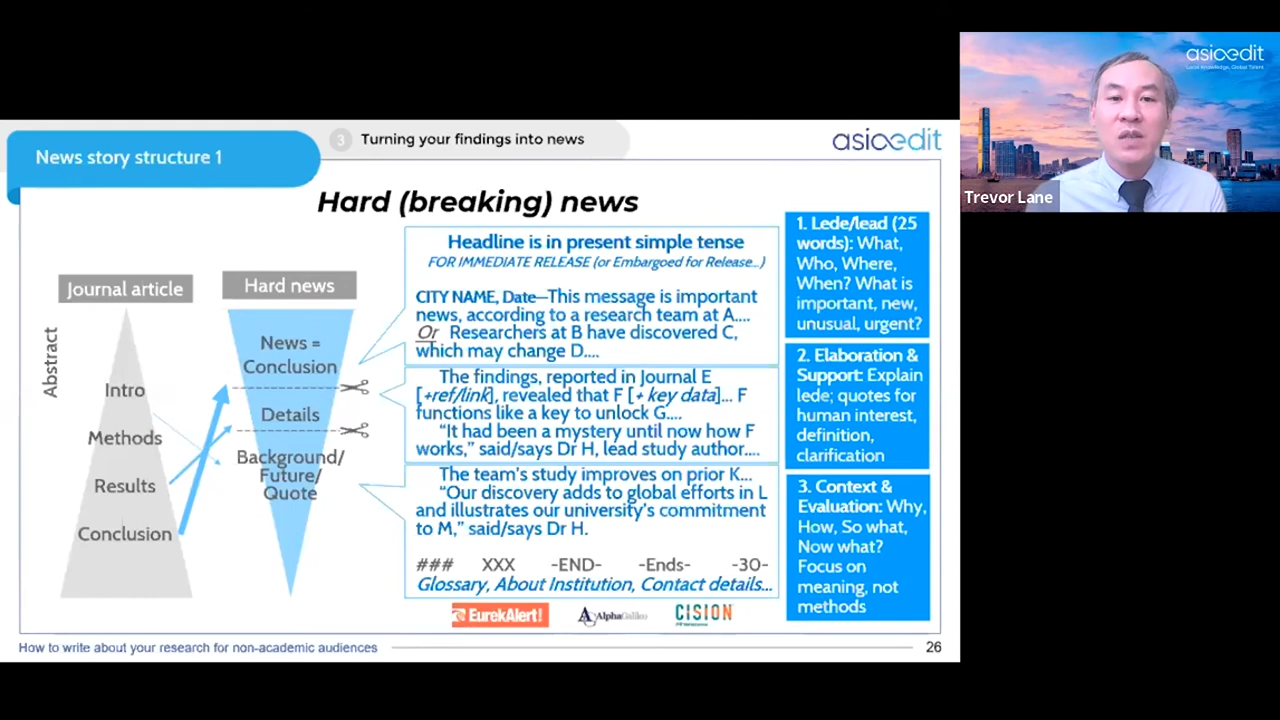 News story structure 1
3 Turning your findings into news
asiaedit
Hard (breaking) news
Journal article
Abstract
Intro
Methods
Results
Conclusion
Hard news
News =
Conclusion
Details
Background/
Future/
Quote
Headline is in present simple tense
FOR IMMEDIATE RELEASE (or Embargoed for Release...)
CITY NAME, Date—This message is important
news, according to a research team at A....
Or Researchers at B have discovered C,
which may change D....
The findings, reported in Journal E
[+ref/link], revealed that F [+ key data]... F
functions like a key to unlock G....
"It had been a mystery until now how F
works," said/says Dr H, lead study author....
The team's study improves on prior K...
"Our discovery adds to global efforts in L
and illustrates our university's commitment
to M," said/says Dr H.
### XXX -END- -Ends- -30-
Glossary, About Institution, Contact details...
EurekAlert!
AlphaGalileo
CISION
1. Lede/lead (25
words): What,
Who, Where,
When? What is
important, new,
unusual, urgent?
2. Elaboration &
Support: Explain
lede; quotes for
human interest,
definition,
clarification
3. Context &
Evaluation: Why,
How, So what,
Now what?
Focus on
meaning, not
methods
How to write about your research for non-academic audiences
26
asiaedit
Local Knowledge, Global Talent
Trevor Lane